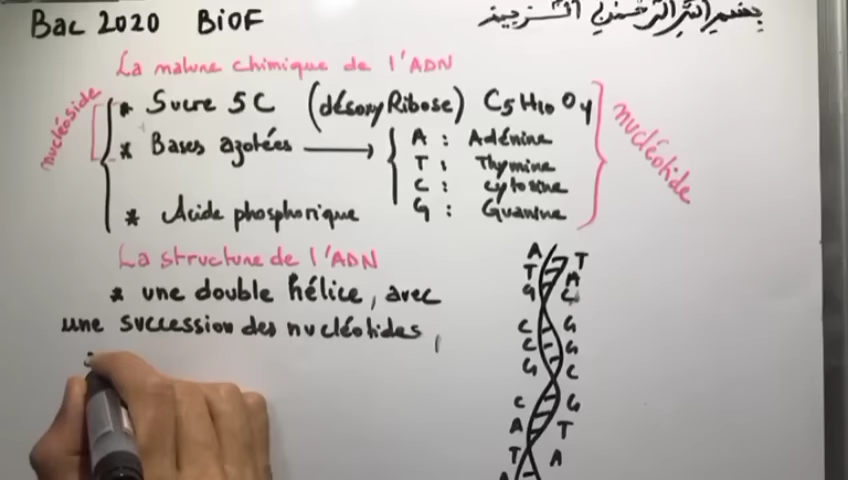 Bac 2020 BiOF
بسم الله الرحمن الرحيم
La nature chimique de l'ADN
nucléoside
* Sucre 5C (désoxyRibose) C5H10O4
* Bases azotées → A : Adénine
T : Thymine
C : cytosine
G : Guanine
* Acide phosphorique
nucléotide
La structure de l'ADN
* une double hélice, avec
une succession des nucléotides,
A T
T A
G C
C G
C G
G C
C G
A T
T A
A